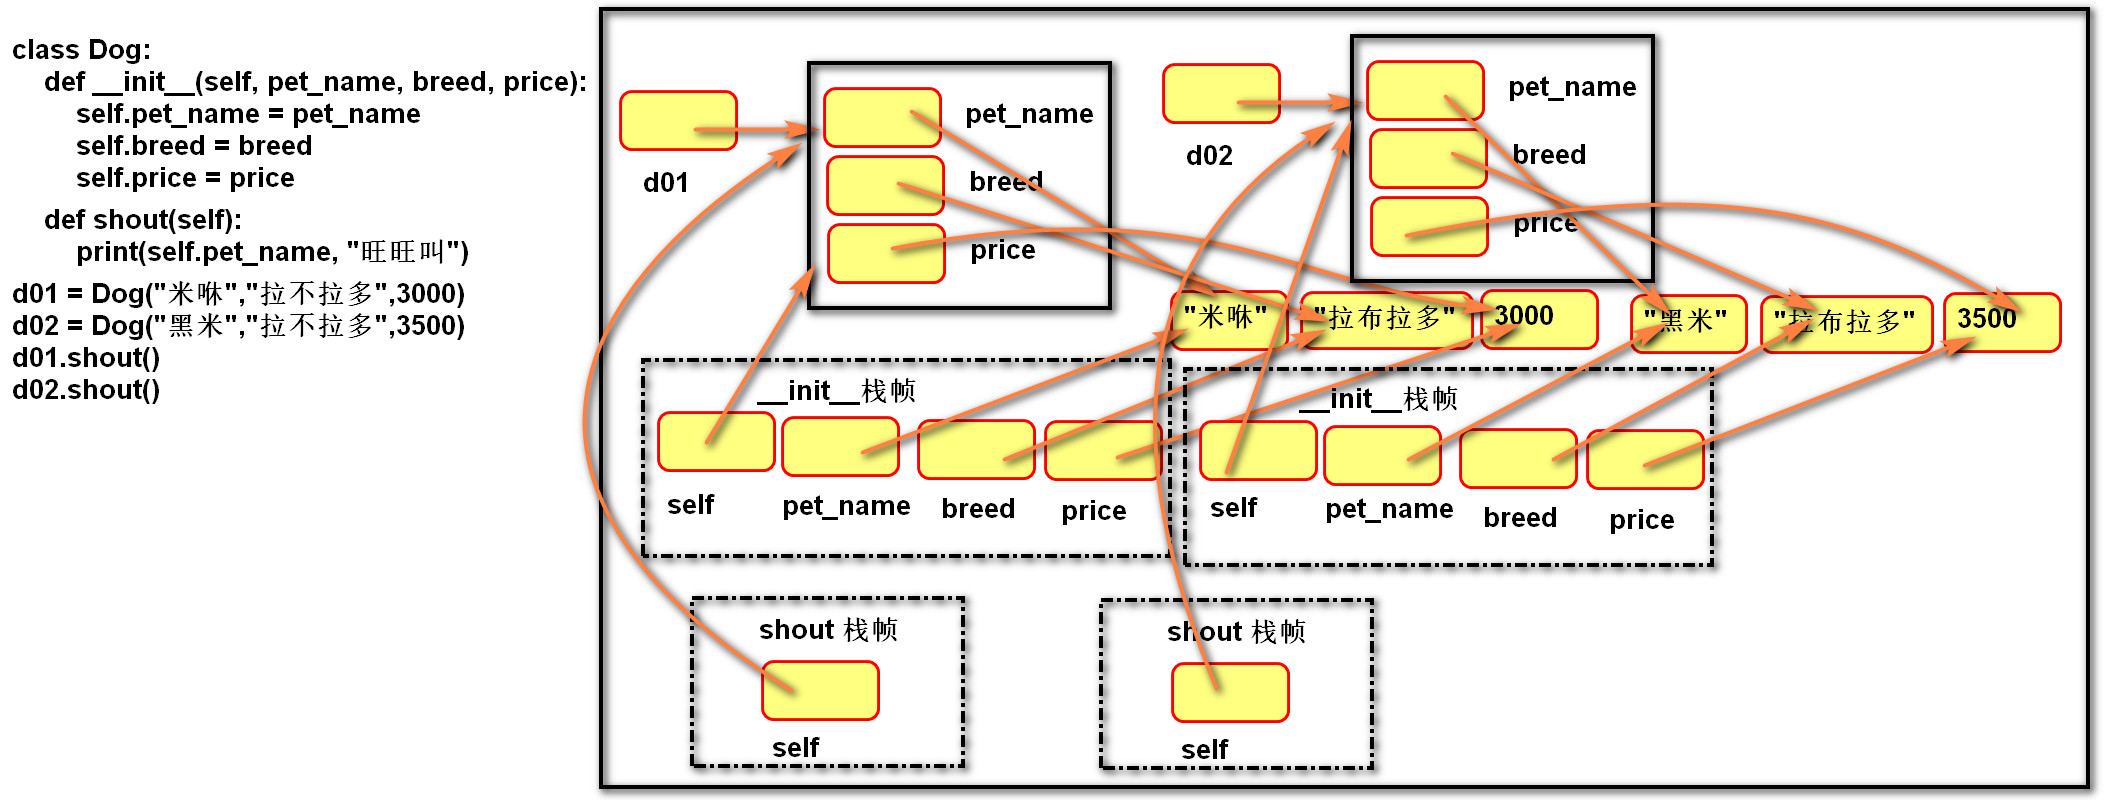 class Dog:
def __init__(self, pet_name, breed, price):
self.pet_name = pet_name
self.breed = breed
self.price = price
def shout(self):
print(self.pet_name, "旺旺叫")
d01 = Dog("米咻","拉不拉多",3000)
d02 = Dog("黑米","拉不拉多",3500)
d01.shout()
d02.shout()
d01
pet_name
breed
price
d02
pet_name
breed
price
"米咻"
"拉布拉多"
3000
"黑米"
"拉布拉多"
3500
__init__栈帧
self
pet_name
breed
price
__init__栈帧
self
pet_name
breed
price
shout 栈帧
self
shout 栈帧
self